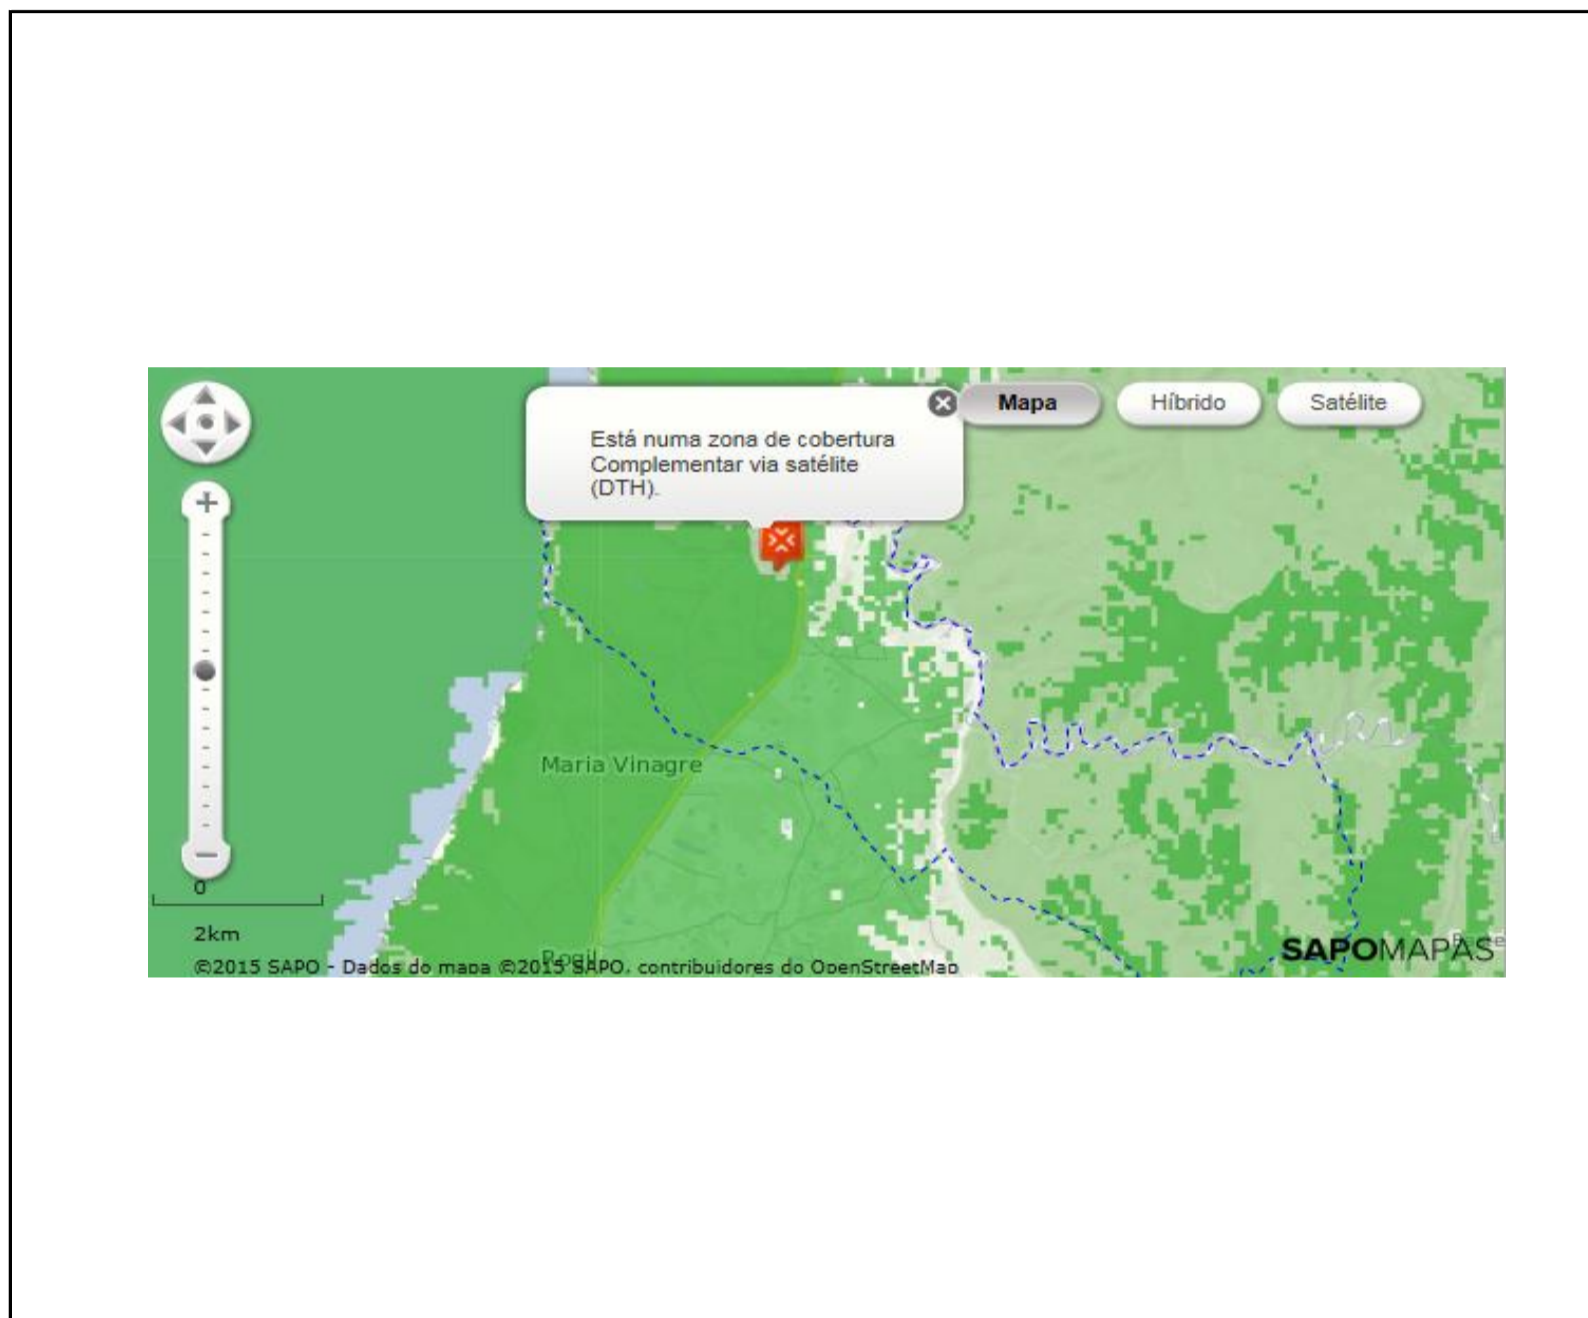 Está numa zona de cobertura
Complementar via satélite
(DTH).
Mapa
Híbrido
Satélite
+
−
0
2km
Maria Vinagre
Rogil
SAPOMAPAS
©2015 SAPO - Dados do mapa ©2015 SAPO, contribuidores do OpenStreetMap